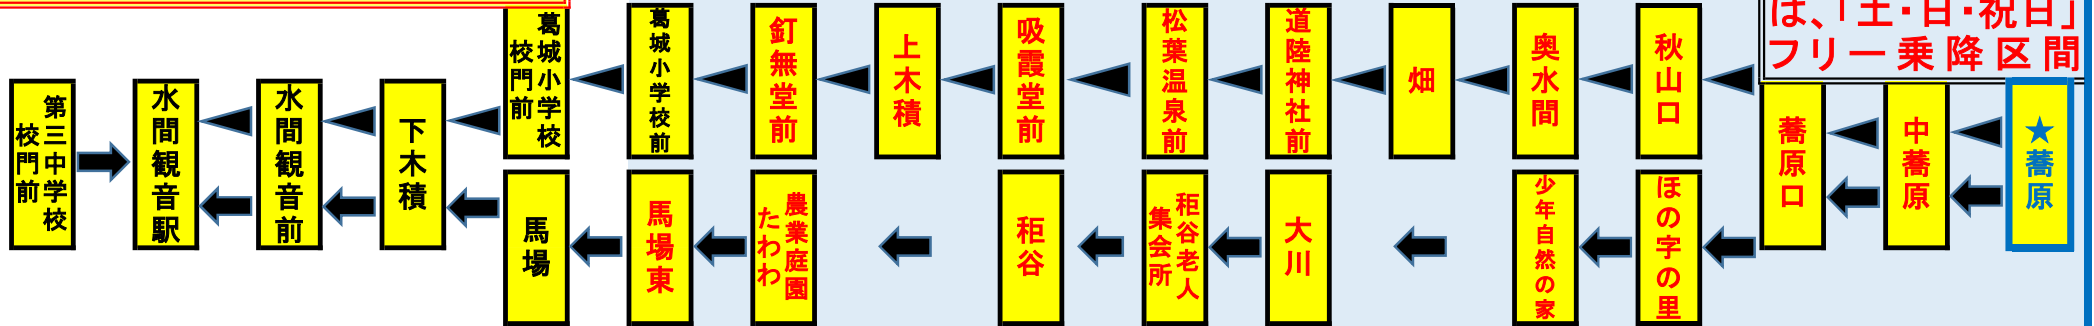 は、「土・日・祝日」
フリー乗降区間
葛城小学校
校門前
葛城小学校前
釘無堂前
上木積
吸霞堂前
松葉温泉前
道陸神社前
畑
奥水間
秋山口
第三中学校
校門前
水間観音駅
水間観音前
下木積
蕎原口
中蕎原
★蕎原
馬場
馬場東
農業庭園
たわわ
秬谷
秬谷老人
集会所
大川
少年自然の家
ほの字の里